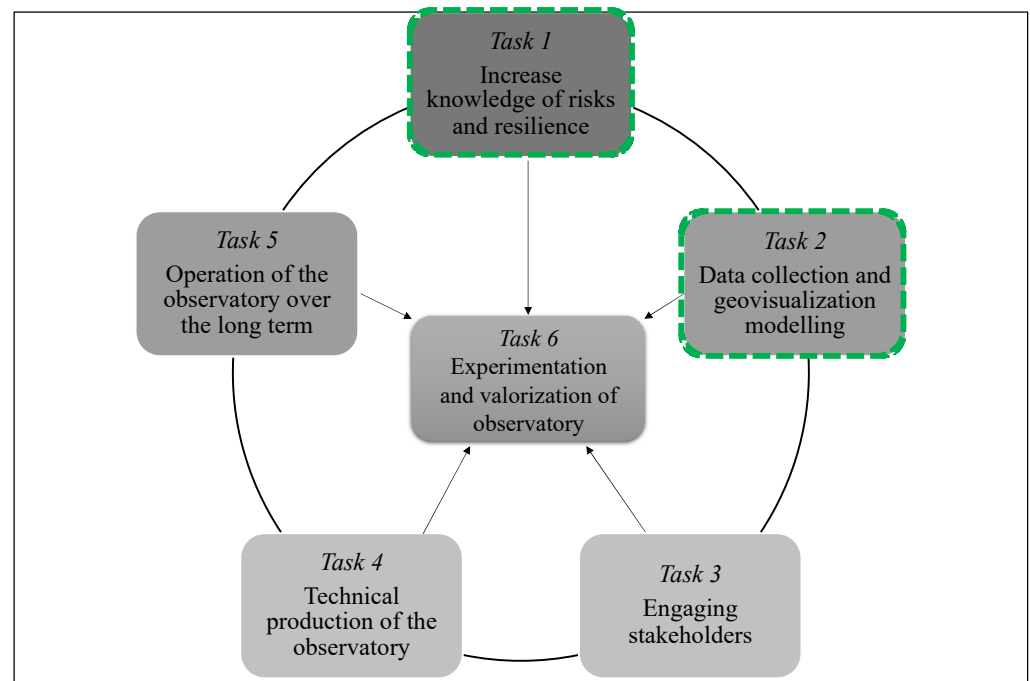 Task 1
Increase
knowledge of risks
and resilience
Task 5
Operation of the
observatory over
the long term
Task 2
Data collection and
geovisualization
modelling
Task 6
Experimentation
and valorization of
observatory
Task 4
Technical
production of the
observatory
Task 3
Engaging
stakeholders